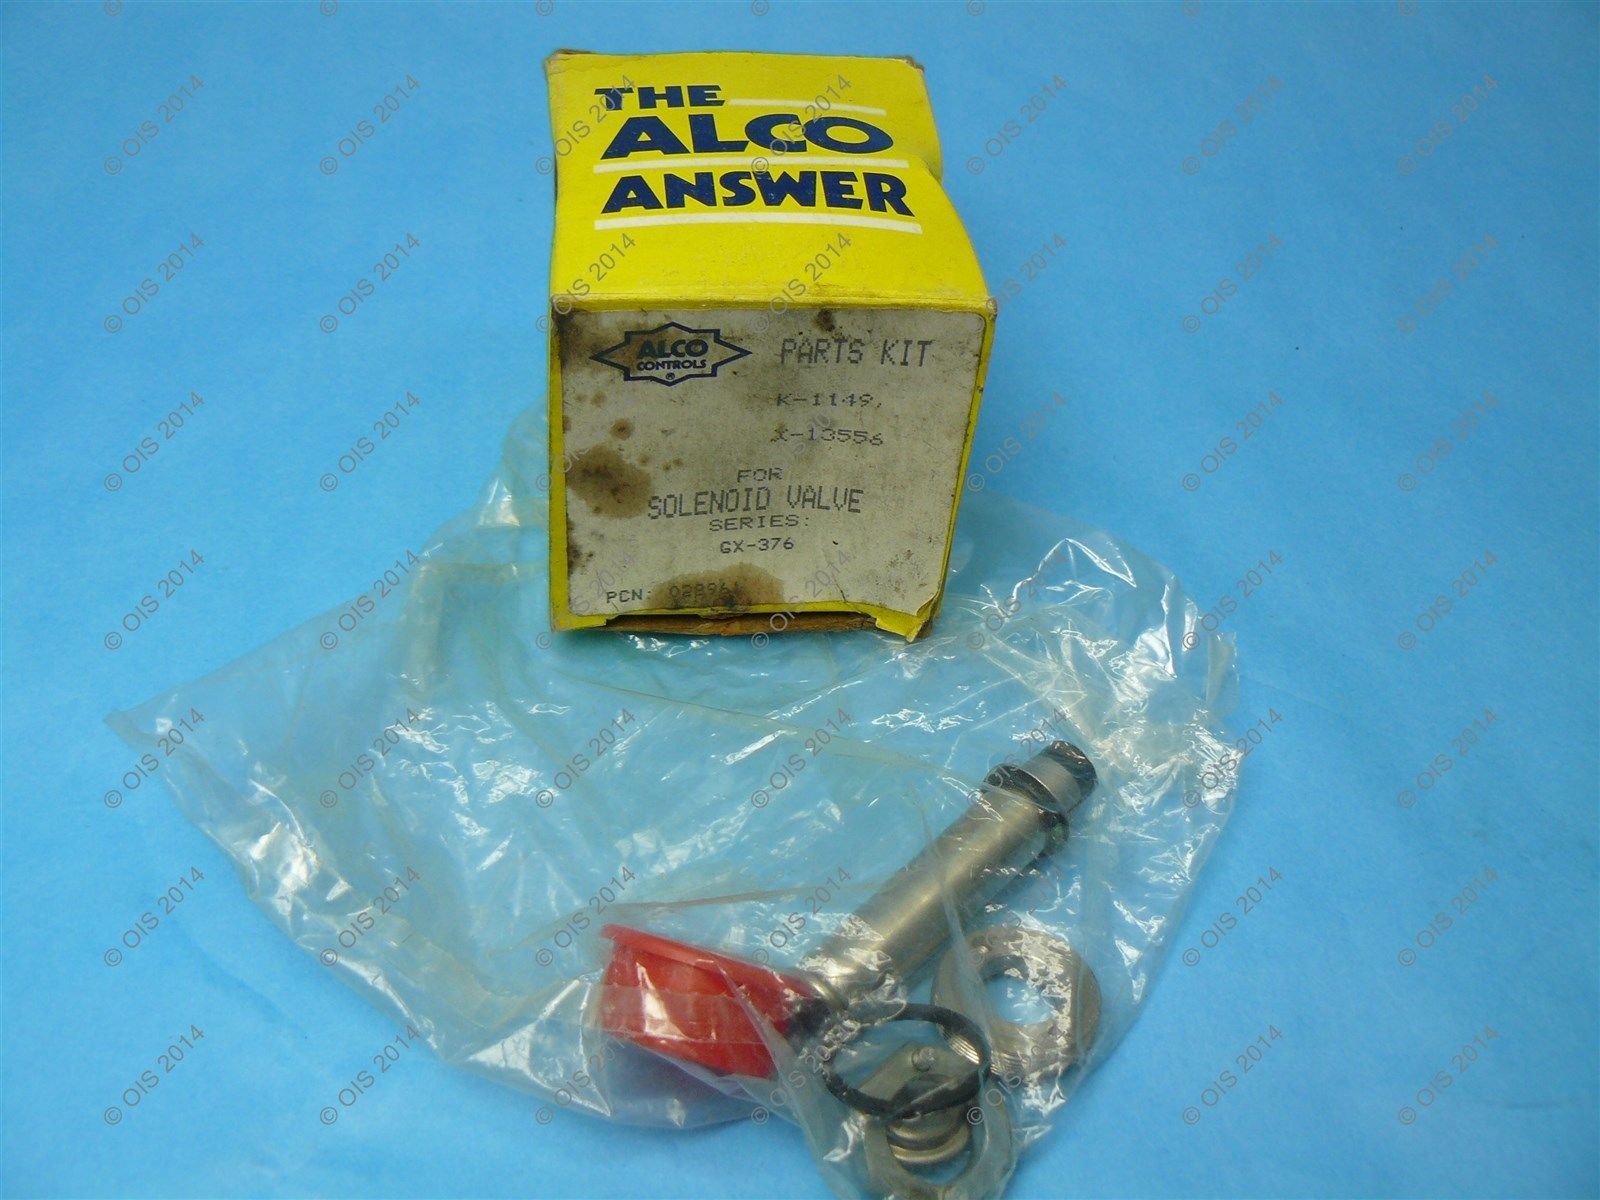 THE
ALCO
ANSWER
ALCO
CONTROLS
®
PARTS KIT
K-1149,
X-13556
FOR
SOLENOID VALVE
SERIES:
GX-376
PCN:
© OIS 2014